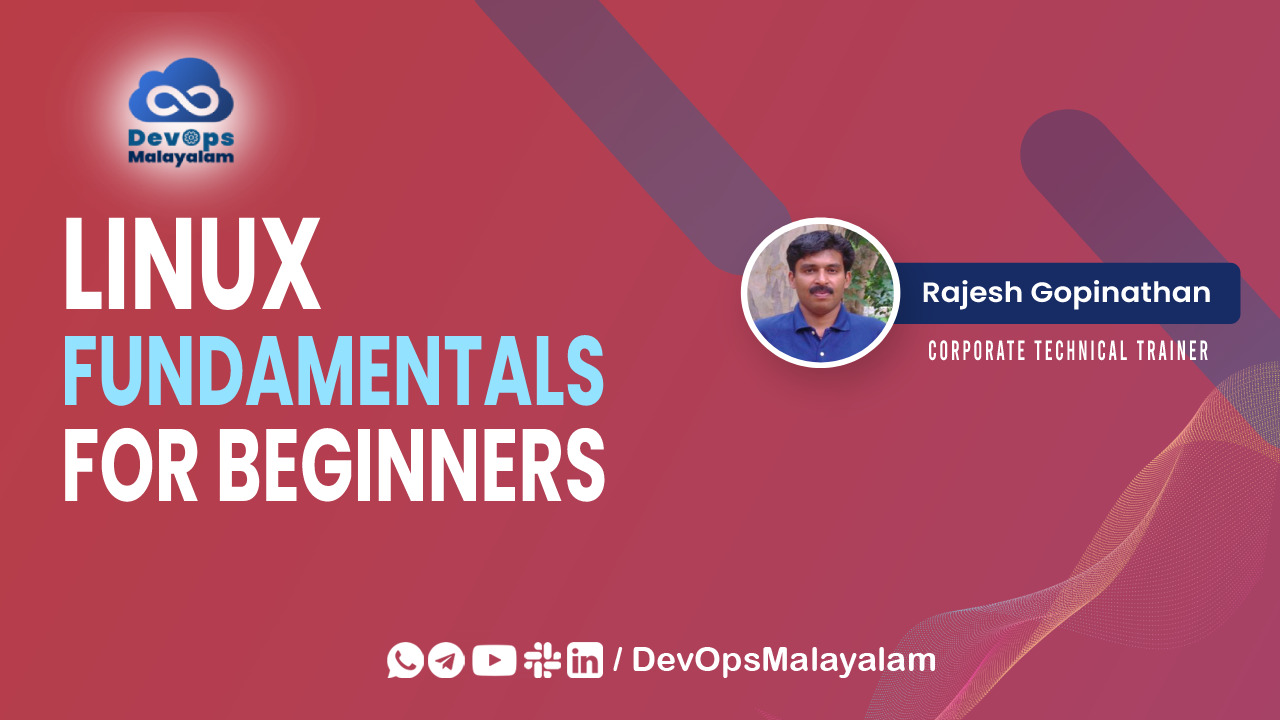 DevOps
Malayalam
LINUX
FUNDAMENTALS
FOR BEGINNERS
Rajesh Gopinathan
CORPORATE TECHNICAL TRAINER
/ DevOpsMalayalam